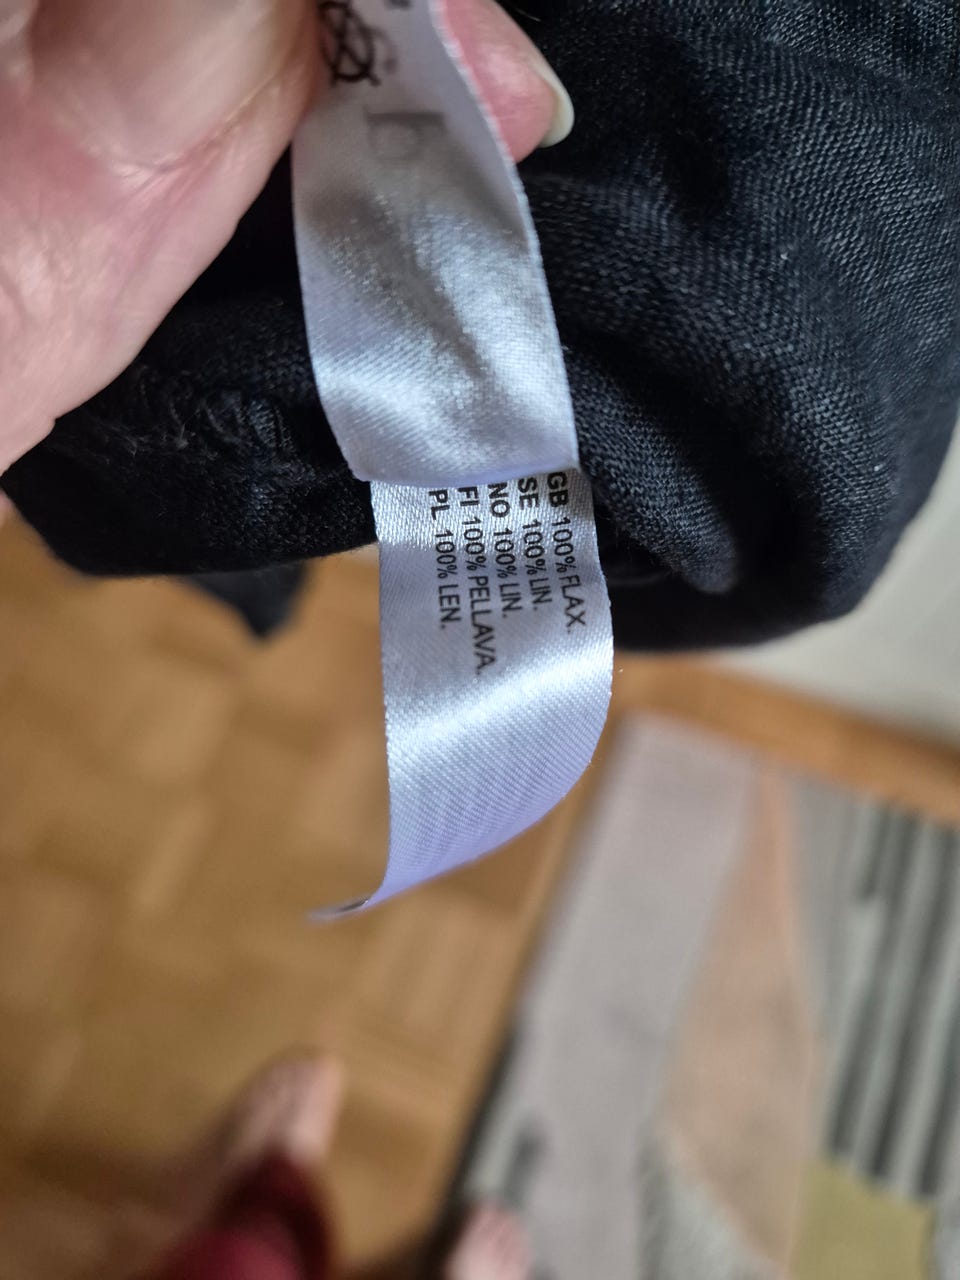 GB 100% FLAX.
SE 100% LIN.
NO 100% LIN.
FI 100% PELLAVA.
PL 100% LEN.